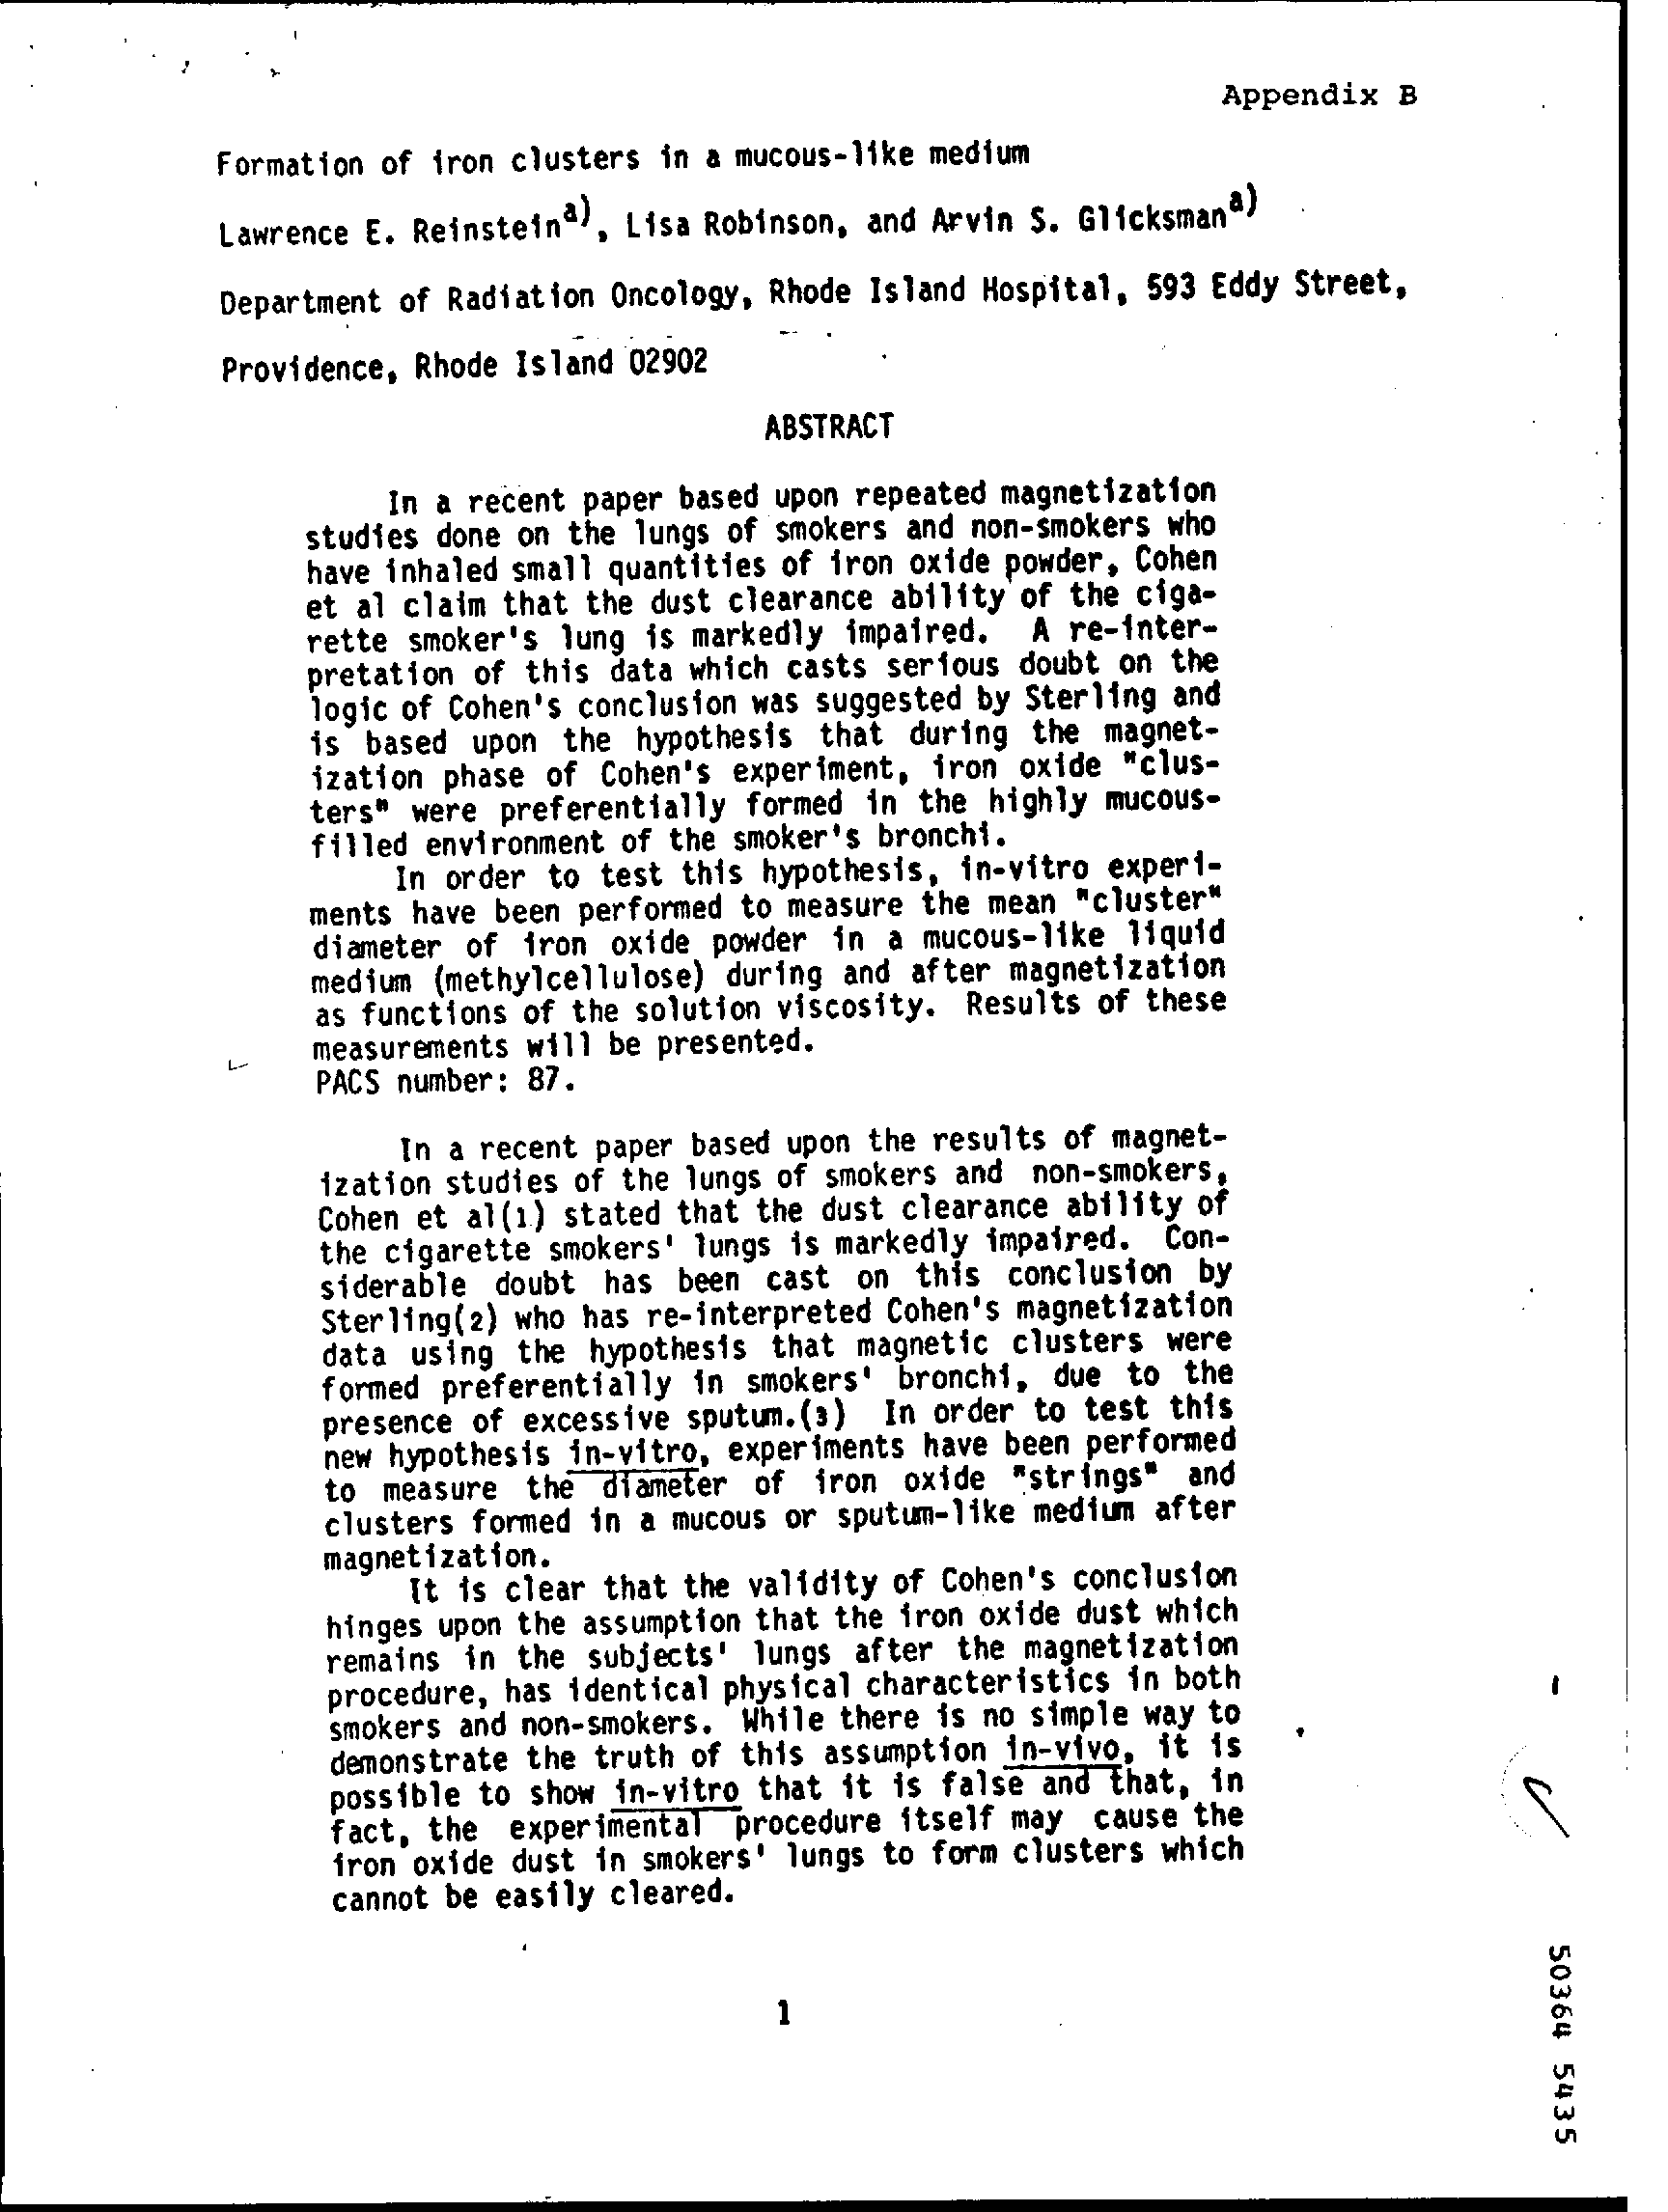 Appendix B
Formation of iron clusters in a mucous-like medium
Lawrence E. Reinstein a), Lisa Robinson, and Arvin S. Glicksman a)
Department of Radiation Oncology, Rhode Island Hospital, 593 Eddy Street,
Providence, Rhode Island 02902
ABSTRACT
In a recent paper based upon repeated magnetization
studies done on the lungs of smokers and non-smokers who
have inhaled small quantities of iron oxide powder, Cohen
et al claim that the dust clearance ability of the ciga-
rette smoker's lung is markedly impaired. A re-inter-
pretation of this data which casts serious doubt on the
logic of Cohen's conclusion was suggested by Sterling and
is based upon the hypothesis that during the magnet-
ization phase of Cohen's experiment, iron oxide "clus-
ters" were preferentially formed in the highly mucous-
filled environment of the smoker's bronchi.
In order to test this hypothesis, in-vitro experi-
ments have been performed to measure the mean "cluster"
diameter of iron oxide powder in a mucous-like liquid
medium (methylcellulose) during and after magnetization
as functions of the solution viscosity. Results of these
measurements will be presented.
PACS number: 87.
In a recent paper based upon the results of magnet-
ization studies of the lungs of smokers and non-smokers,
Cohen et al(1) stated that the dust clearance ability of
the cigarette smokers' lungs is markedly impaired. Con-
siderable doubt has been cast on this conclusion by
Sterling(2) who has re-interpreted Cohen's magnetization
data using the hypothesis that magnetic clusters were
formed preferentially in smokers' bronchi, due to the
presence of excessive sputum.(3) In order to test this
new hypothesis in-vitro, experiments have been performed
to measure the diameter of iron oxide "strings" and
clusters formed in a mucous or sputum-like medium after
magnetization.
It is clear that the validity of Cohen's conclusion
hinges upon the assumption that the iron oxide dust which
remains in the subjects' lungs after the magnetization
procedure, has identical physical characteristics in both
smokers and non-smokers. While there is no simple way to
demonstrate the truth of this assumption in-vivo, it is
possible to show in-vitro that it is false and that, in
fact, the experimental procedure itself may cause the
iron oxide dust in smokers' lungs to form clusters which
cannot be easily cleared.
1
50364 5435